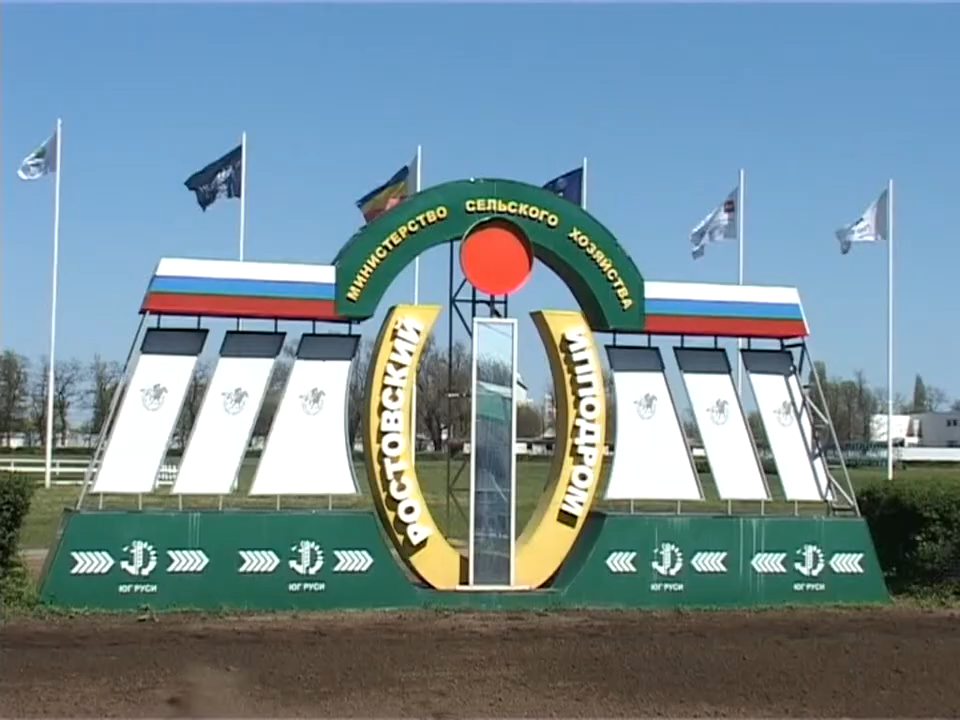 МИНИСТЕРСТВО СЕЛЬСКОГО ХОЗЯЙСТВА
РОСТОВСКИЙ
ИППОДРОМ
ЮГ РУСИ
ЮГ РУСИ
ЮГ РУСИ
ЮГ РУСИ